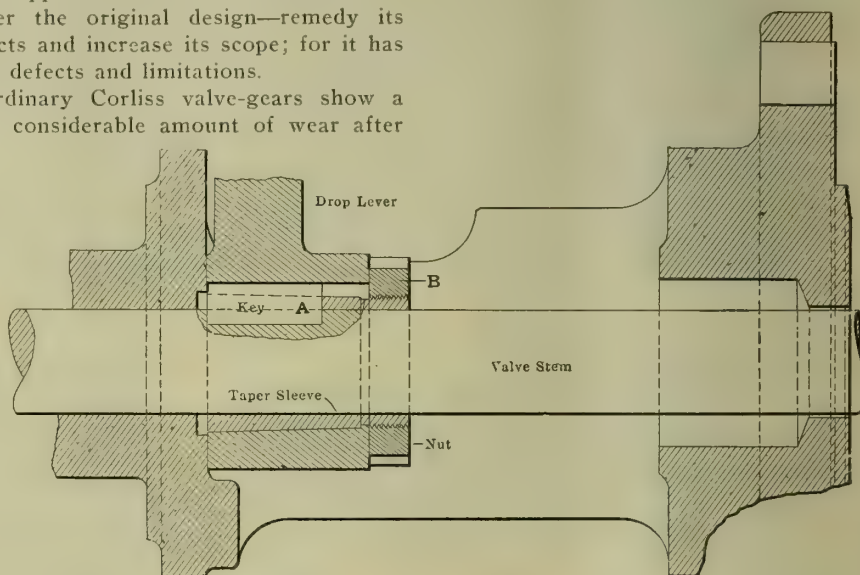 er the original design—remedy its
cts and increase its scope; for it has
defects and limitations.
rdinary Corliss valve-gears show a
considerable amount of wear after
Drop Lever
B
Key A
Valve Stem
Taper Sleeve
Nut